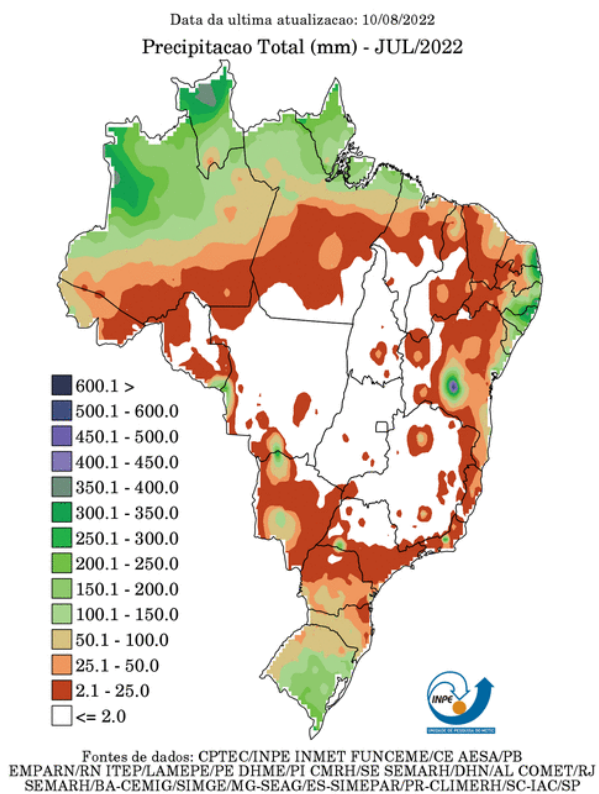 Data da ultima atualizacao: 10/08/2022
Precipitacao Total (mm) - JUL/2022
600.1 >
500.1 - 600.0
450.1 - 500.0
400.1 - 450.0
350.1 - 400.0
300.1 - 350.0
250.1 - 300.0
200.1 - 250.0
150.1 - 200.0
100.1 - 150.0
50.1 - 100.0
25.1 - 50.0
2.1 - 25.0
<= 2.0
INPE
Fontes de dados: CPTEC/INPE INMET FUNCEME/CE AESA/PB
EMPARN/RN ITEP/LAMEPE/PE DHME/PI CMRH/SE SEMARH/DHN/AL COMET/RJ
SEMARH/BA-CEMIG/SIMGE/MG-SEAG/ES-SIMEPAR/PR-CLIMERH/SC-IAC/SP